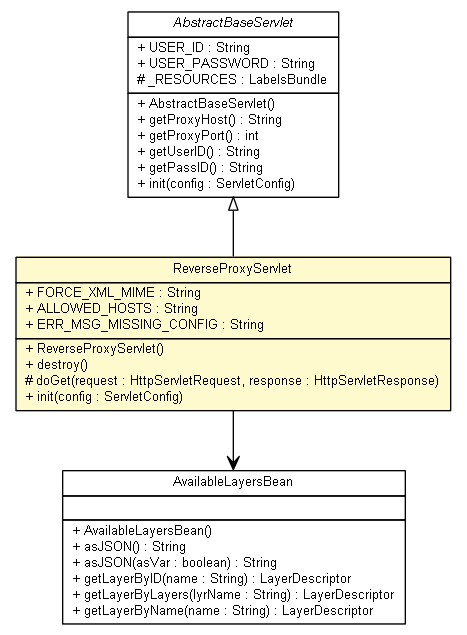 AbstractBaseServlet
+ USER_ID : String
+ USER_PASSWORD : String
# _RESOURCES : LabelsBundle
+ AbstractBaseServlet()
+ getProxyHost() : String
+ getProxyPort() : int
+ getUserID() : String
+ getPassID() : String
+ init(config : ServletConfig)
ReverseProxyServlet
+ FORCE_XML_MIME : String
+ ALLOWED_HOSTS : String
+ ERR_MSG_MISSING_CONFIG : String
+ ReverseProxyServlet()
+ destroy()
# doGet(request : HttpServletRequest, response : HttpServletResponse)
+ init(config : ServletConfig)
AvailableLayersBean
+ AvailableLayersBean()
+ asJSON() : String
+ asJSON(asVar : boolean) : String
+ getLayerByID(name : String) : LayerDescriptor
+ getLayerByLayers(lyrName : String) : LayerDescriptor
+ getLayerByName(name : String) : LayerDescriptor